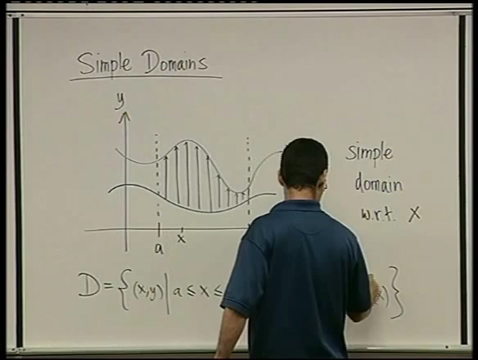 Simple Domains
y
simple
domain
w.r.t. x
a
x
D = { (x,y) | a ≤ x ≤
x) }